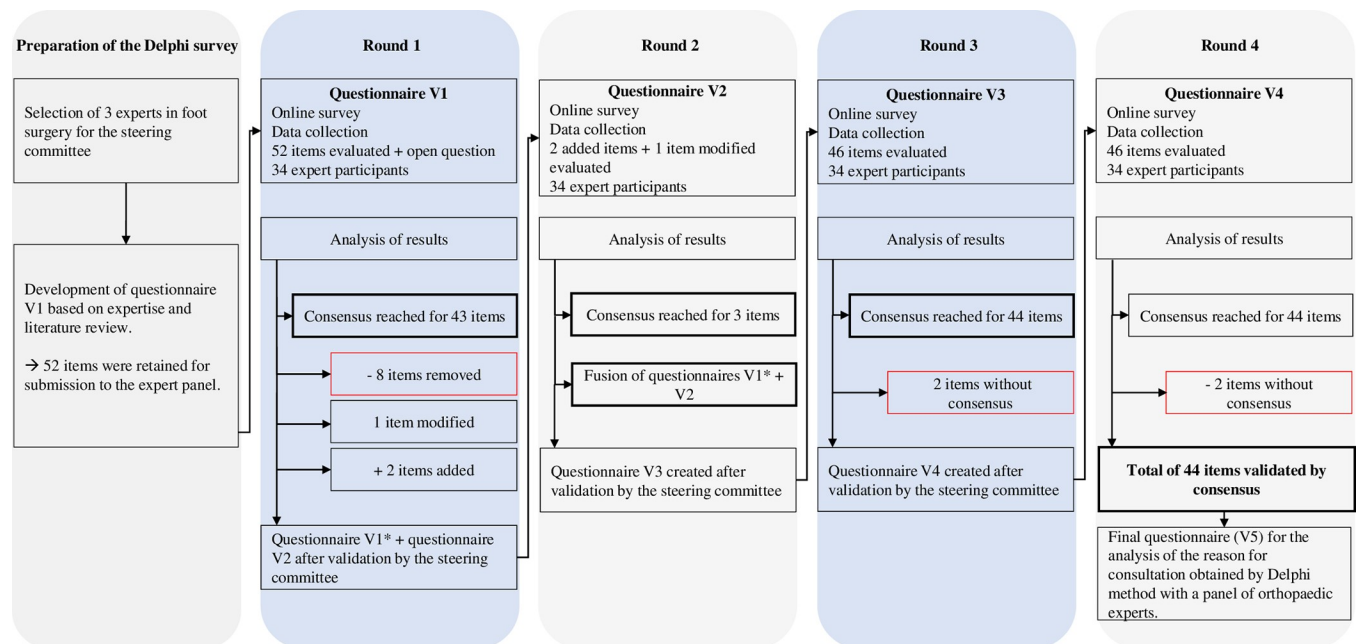 Preparation of the Delphi survey
Selection of 3 experts in foot
surgery for the steering
committee
Development of questionnaire
V1 based on expertise and
literature review.
→ 52 items were retained for
submission to the expert panel.
Round 1
Questionnaire V1
Online survey
Data collection
52 items evaluated + open question
34 expert participants
Analysis of results
Consensus reached for 43 items
- 8 items removed
1 item modified
+ 2 items added
Questionnaire V1* + questionnaire
V2 after validation by the steering
committee
Round 2
Questionnaire V2
Online survey
Data collection
2 added items + 1 item modified
evaluated
34 expert participants
Analysis of results
Consensus reached for 3 items
Fusion of questionnaires V1* +
V2
Questionnaire V3 created after
validation by the steering committee
Round 3
Questionnaire V3
Online survey
Data collection
46 items evaluated
34 expert participants
Analysis of results
Consensus reached for 44 items
2 items without
consensus
Questionnaire V4 created after
validation by the steering committee
Round 4
Questionnaire V4
Online survey
Data collection
46 items evaluated
34 expert participants
Analysis of results
Consensus reached for 44 items
- 2 items without
consensus
Total of 44 items validated by
consensus
Final questionnaire (V5) for the
analysis of the reason for
consultation obtained by Delphi
method with a panel of orthopaedic
experts.